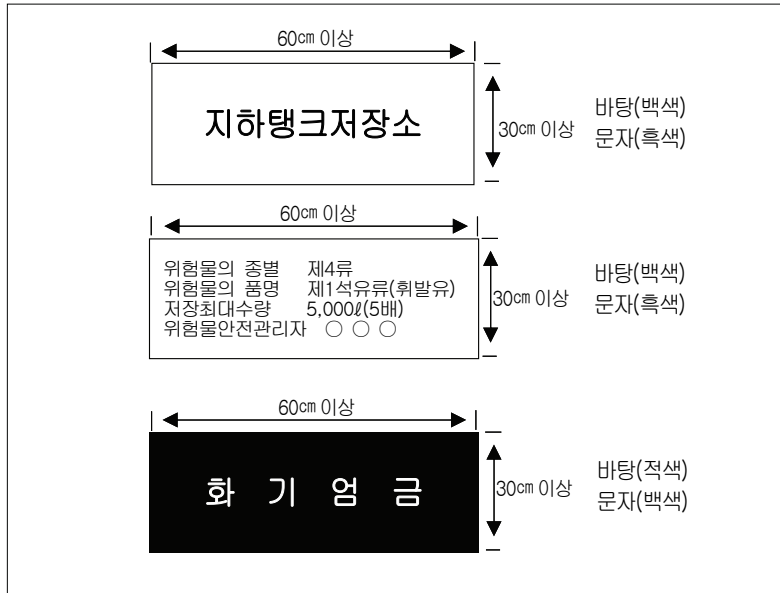 60㎝ 이상
지하탱크저장소
30㎝ 이상
바탕(백색)
문자(흑색)
60㎝ 이상
위험물의 종별 제4류
위험물의 품명 제1석유류(휘발유)
저장최대수량 5,000ℓ(5배)
위험물안전관리자 ○ ○ ○
30㎝ 이상
바탕(백색)
문자(흑색)
60㎝ 이상
화 기 엄 금
30㎝ 이상
바탕(적색)
문자(백색)